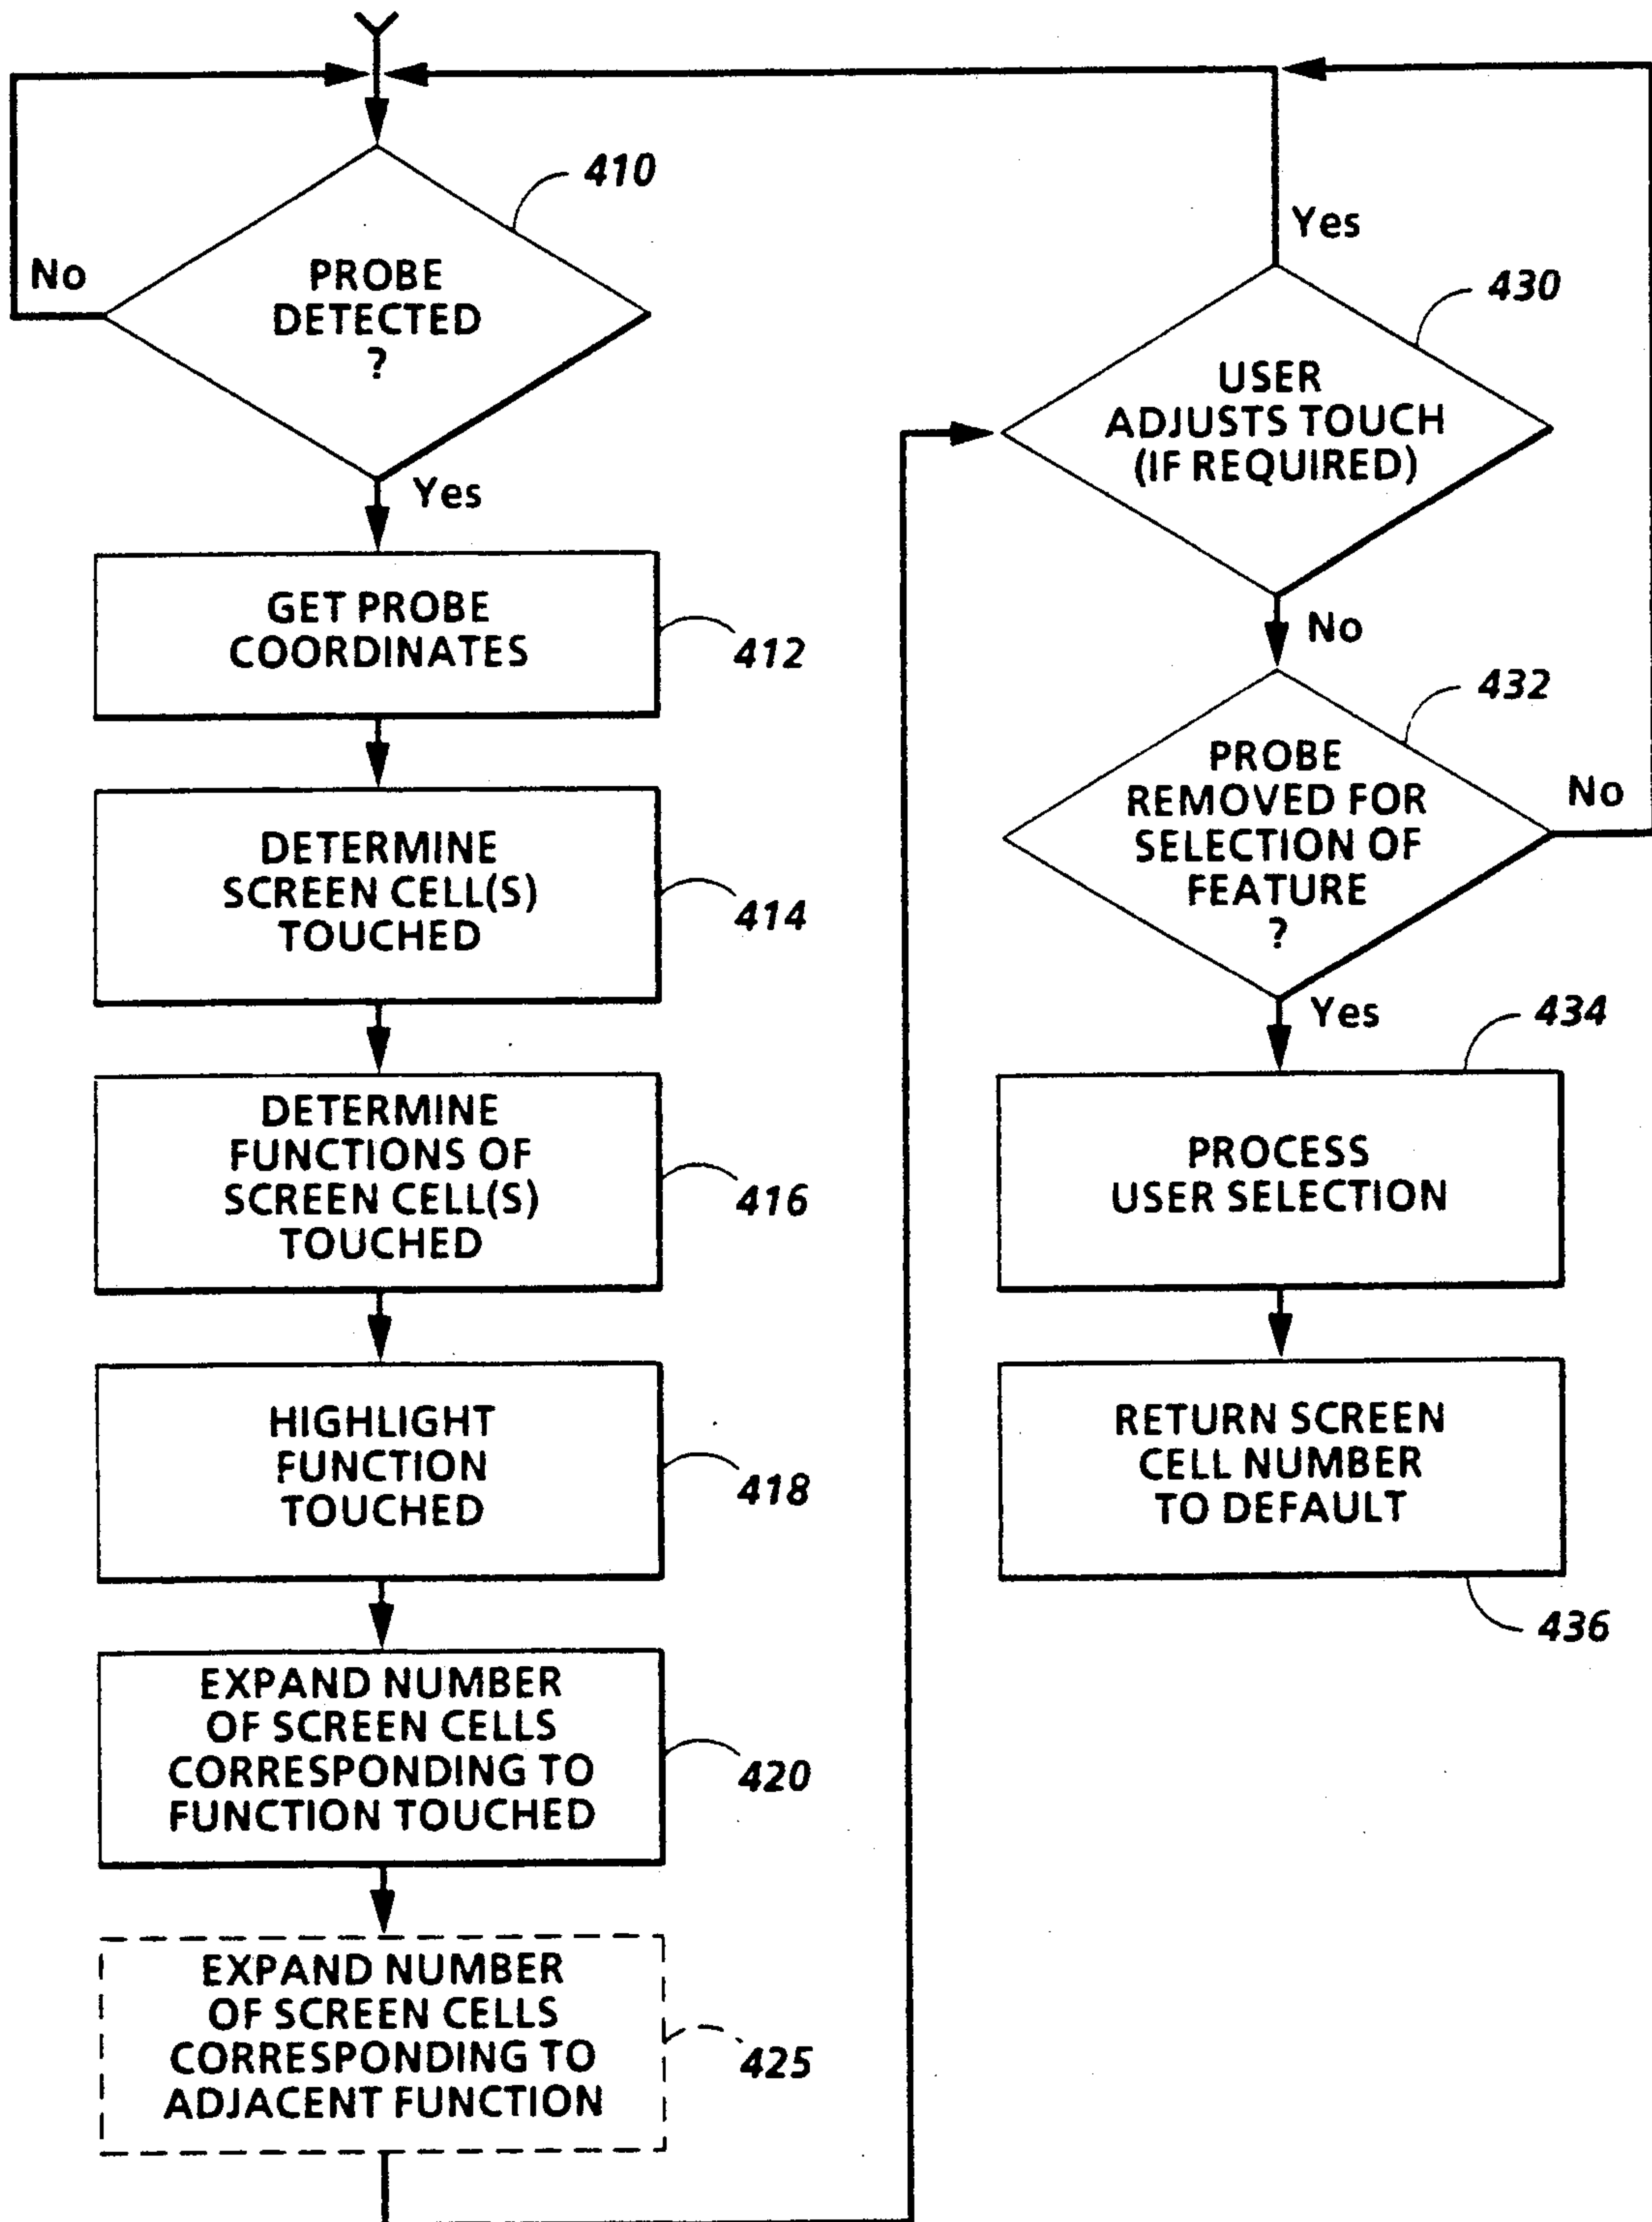 410
No
PROBE
DETECTED
?
Yes
GET PROBE
COORDINATES
412
DETERMINE
SCREEN CELL(S)
TOUCHED
414
DETERMINE
FUNCTIONS OF
SCREEN CELL(S)
TOUCHED
416
HIGHLIGHT
FUNCTION
TOUCHED
418
EXPAND NUMBER
OF SCREEN CELLS
CORRESPONDING TO
FUNCTION TOUCHED
420
EXPAND NUMBER
OF SCREEN CELLS
CORRESPONDING TO
ADJACENT FUNCTION
425
Yes
430
USER
ADJUSTS TOUCH
(IF REQUIRED)
No
432
PROBE
REMOVED FOR
SELECTION OF
FEATURE
?
No
Yes
434
PROCESS
USER SELECTION
RETURN SCREEN
CELL NUMBER
TO DEFAULT
436